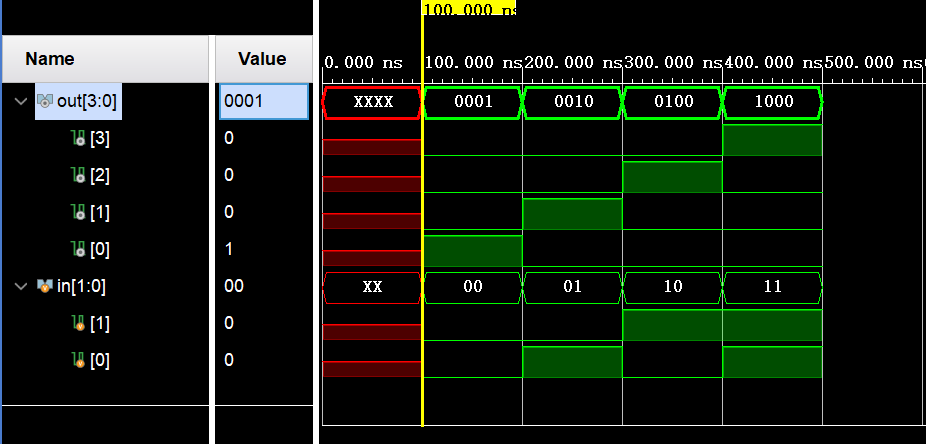 100.000 ns
Name Value
0.000 ns 100.000 ns 200.000 ns 300.000 ns 400.000 ns 500.000 ns
out[3:0] 0001 XXXX 0001 0010 0100 1000
[3] 0
[2] 0
[1] 0
[0] 1
in[1:0] 00 XX 00 01 10 11
[1] 0
[0] 0